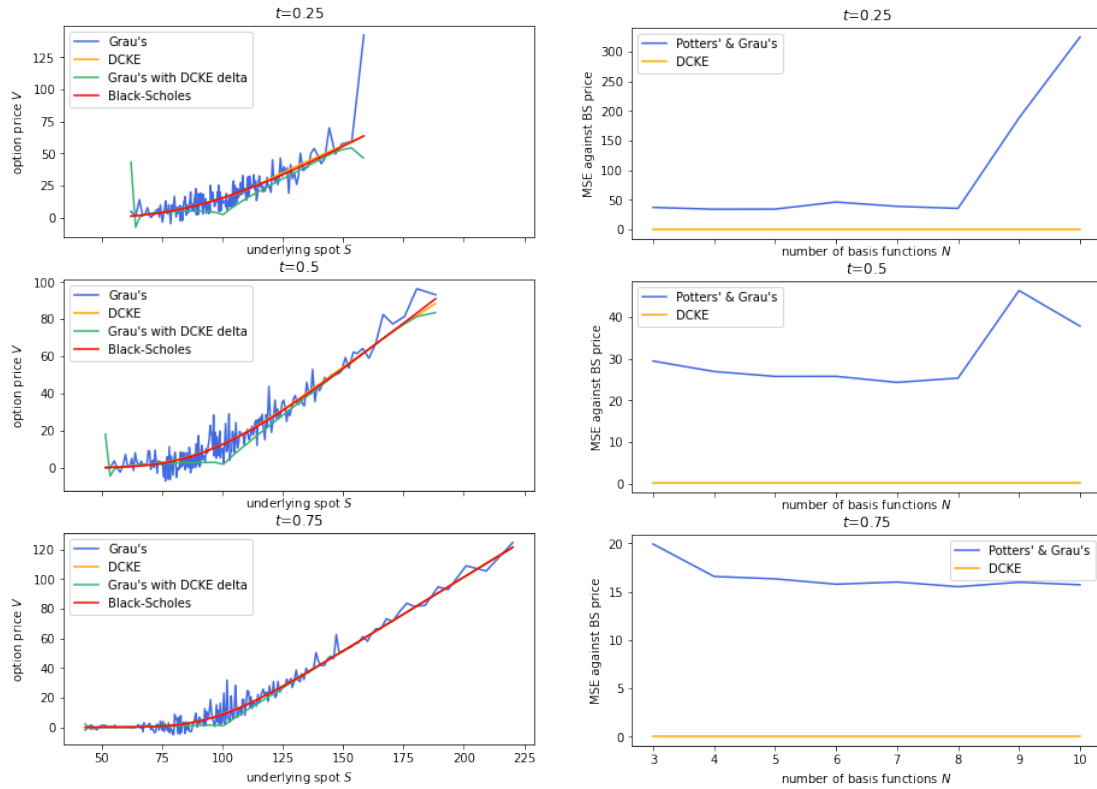 t=0.25
option price V
125
100
75
50
25
0
Grau's
DCKE
Grau's with DCKE delta
Black-Scholes
underlying spot S
t=0.25
MSE against BS price
300
250
200
150
100
50
0
Potters' & Grau's
DCKE
number of basis functions N
t=0.5
option price V
100
80
60
40
20
0
Grau's
DCKE
Grau's with DCKE delta
Black-Scholes
underlying spot S
t=0.5
MSE against BS price
40
30
20
10
0
Potters' & Grau's
DCKE
number of basis functions N
t=0.75
option price V
120
100
80
60
40
20
0
Grau's
DCKE
Grau's with DCKE delta
Black-Scholes
50 75 100 125 150 175 200 225
underlying spot S
t=0.75
MSE against BS price
20
15
10
5
0
Potters' & Grau's
DCKE
3 4 5 6 7 8 9 10
number of basis functions N